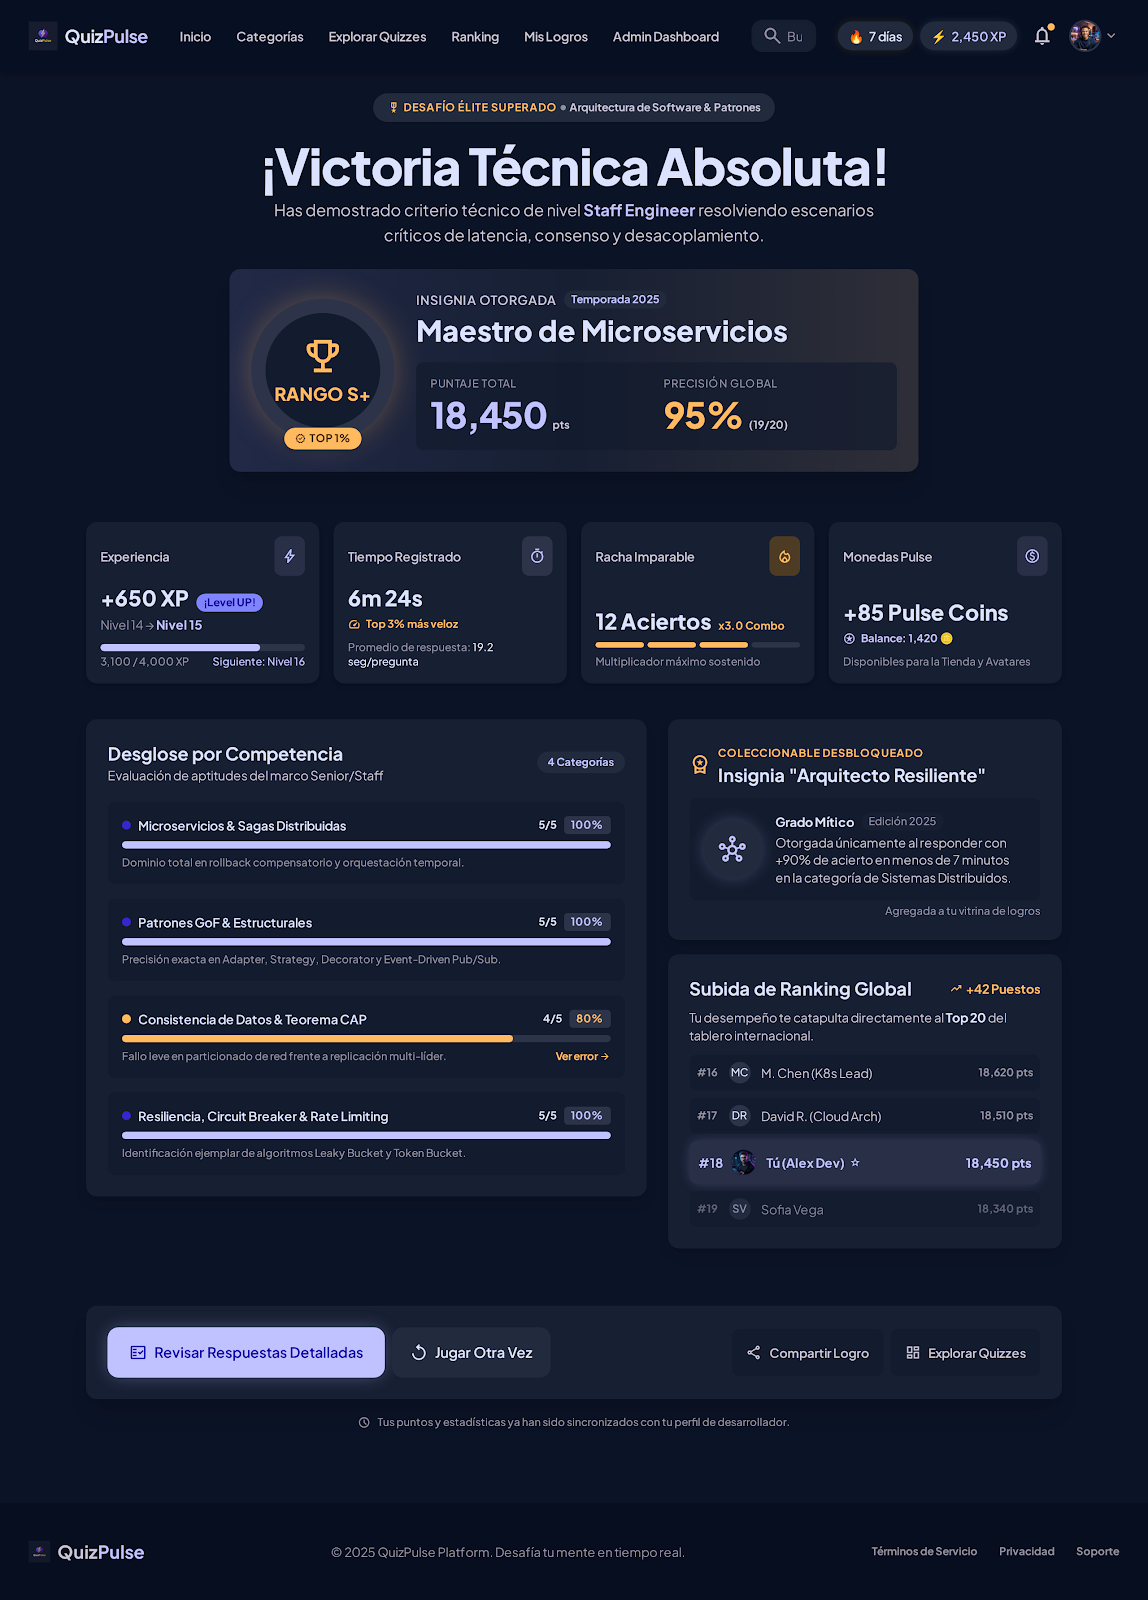 QuizPulse
Inicio
Categorías
Explorar Quizzes
Ranking
Mis Logros
Admin Dashboard
Bu
🔥 7 días
⚡ 2,450 XP
DESAFÍO ÉLITE SUPERADO • Arquitectura de Software & Patrones
¡Victoria Técnica Absoluta!
Has demostrado criterio técnico de nivel Staff Engineer resolviendo escenarios
críticos de latencia, consenso y desacoplamiento.
RANGO S+
TOP 1%
INSIGNIA OTORGADA Temporada 2025
Maestro de Microservicios
PUNTAJE TOTAL
18,450 pts
PRECISIÓN GLOBAL
95% (19/20)
Experiencia
+650 XP ¡Level UP!
Nivel 14 → Nivel 15
3,100 / 4,000 XP Siguiente: Nivel 16
Tiempo Registrado
6m 24s
Top 3% más veloz
Promedio de respuesta: 19.2
seg/pregunta
Racha Imparable
12 Aciertos x3.0 Combo
Multiplicador máximo sostenido
Monedas Pulse
+85 Pulse Coins
Balance: 1,420 🪙
Disponibles para la Tienda y Avatares
Desglose por Competencia
Evaluación de aptitudes del marco Senior/Staff
4 Categorías
Microservicios & Sagas Distribuidas 5/5 100%
Dominio total en rollback compensatorio y orquestación temporal.
Patrones GoF & Estructurales 5/5 100%
Precisión exacta en Adapter, Strategy, Decorator y Event-Driven Pub/Sub.
Consistencia de Datos & Teorema CAP 4/5 80%
Fallo leve en particionado de red frente a replicación multi-líder. Ver error →
Resiliencia, Circuit Breaker & Rate Limiting 5/5 100%
Identificación ejemplar de algoritmos Leaky Bucket y Token Bucket.
COLECCIONABLE DESBLOQUEADO
Insignia "Arquitecto Resiliente"
Grado Mítico Edición 2025
Otorgada únicamente al responder con
+90% de acierto en menos de 7 minutos
en la categoría de Sistemas Distribuidos.
Agregada a tu vitrina de logros
Subida de Ranking Global +42 Puestos
Tu desempeño te catapulta directamente al Top 20 del
tablero internacional.
#16 MC M. Chen (K8s Lead) 18,620 pts
#17 DR David R. (Cloud Arch) 18,510 pts
#18 Tú (Alex Dev) ☆ 18,450 pts
#19 SV Sofia Vega 18,340 pts
Revisar Respuestas Detalladas
Jugar Otra Vez
Compartir Logro
Explorar Quizzes
Tus puntos y estadísticas ya han sido sincronizados con tu perfil de desarrollador.
QuizPulse
© 2025 QuizPulse Platform. Desafía tu mente en tiempo real.
Términos de Servicio
Privacidad
Soporte